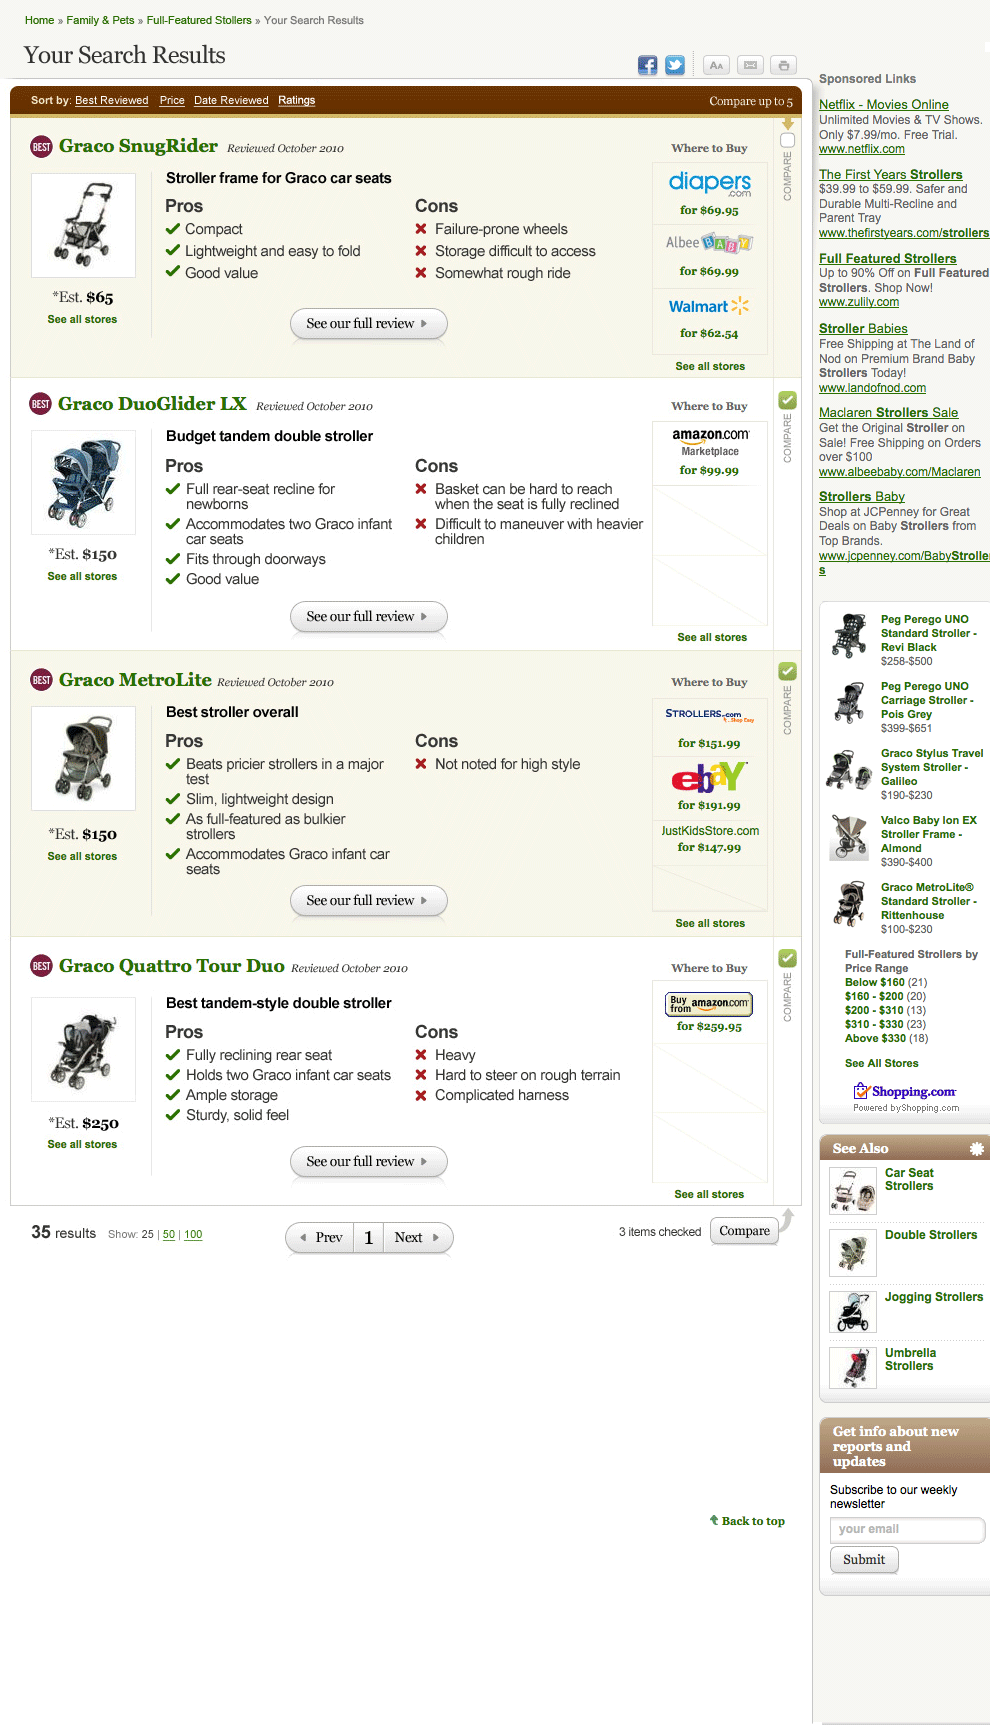 Home » Family & Pets » Full-Featured Stollers » Your Search Results
Your Search Results
AA
Sort by: Best Reviewed Price Date Reviewed Ratings
Compare up to 5
BEST Graco SnugRider Reviewed October 2010
Stroller frame for Graco car seats
Pros
Compact
Lightweight and easy to fold
Good value
Cons
Failure-prone wheels
Storage difficult to access
Somewhat rough ride
*Est. $65
See all stores
See our full review
Where to Buy
diapers.com
for $69.95
Albee BABY
for $69.99
Walmart
for $62.54
See all stores
COMPARE
BEST Graco DuoGlider LX Reviewed October 2010
Budget tandem double stroller
Pros
Full rear-seat recline for
newborns
Accommodates two Graco infant
car seats
Fits through doorways
Good value
Cons
Basket can be hard to reach
when the seat is fully reclined
Difficult to maneuver with heavier
children
*Est. $150
See all stores
See our full review
Where to Buy
amazon.com
Marketplace
for $99.99
See all stores
COMPARE
BEST Graco MetroLite Reviewed October 2010
Best stroller overall
Pros
Beats pricier strollers in a major
test
Slim, lightweight design
As full-featured as bulkier
strollers
Accommodates Graco infant car
seats
Cons
Not noted for high style
*Est. $150
See all stores
See our full review
Where to Buy
STROLLERS.com
Shop Easy
for $151.99
ebaY
for $191.99
JustKidsStore.com
for $147.99
See all stores
COMPARE
BEST Graco Quattro Tour Duo Reviewed October 2010
Best tandem-style double stroller
Pros
Fully reclining rear seat
Holds two Graco infant car seats
Ample storage
Sturdy, solid feel
Cons
Heavy
Hard to steer on rough terrain
Complicated harness
*Est. $250
See all stores
See our full review
Where to Buy
Buy from amazon.com
for $259.95
See all stores
COMPARE
35 results Show: 25 | 50 | 100
Prev 1 Next
3 items checked Compare
Back to top
Sponsored Links
Netflix - Movies Online
Unlimited Movies & TV Shows.
Only $7.99/mo. Free Trial.
www.netflix.com
The First Years Strollers
$39.99 to $59.99. Safer and
Durable Multi-Recline and
Parent Tray
www.thefirstyears.com/strollers
Full Featured Strollers
Up to 90% Off on Full Featured
Strollers. Shop Now!
www.zulily.com
Stroller Babies
Free Shipping at The Land of
Nod on Premium Brand Baby
Strollers Today!
www.landofnod.com
Maclaren Strollers Sale
Get the Original Stroller on
Sale! Free Shipping on Orders
over $100
www.albeebaby.com/Maclaren
Strollers Baby
Shop at JCPenney for Great
Deals on Baby Strollers from
Top Brands.
www.jcpenney.com/BabyStrolle
s
Peg Perego UNO
Standard Stroller -
Revi Black
$258-$500
Peg Perego UNO
Carriage Stroller -
Pois Grey
$399-$651
Graco Stylus Travel
System Stroller -
Galileo
$190-$230
Valco Baby Ion EX
Stroller Frame -
Almond
$390-$400
Graco MetroLite®
Standard Stroller -
Rittenhouse
$100-$230
Full-Featured Strollers by
Price Range
Below $160 (21)
$160 - $200 (20)
$200 - $310 (13)
$310 - $330 (23)
Above $330 (18)
See All Stores
Shopping.com
Powered by Shopping.com
See Also
Car Seat
Strollers
Double Strollers
Jogging Strollers
Umbrella
Strollers
Get info about new
reports and
updates
Subscribe to our weekly
newsletter
your email
Submit